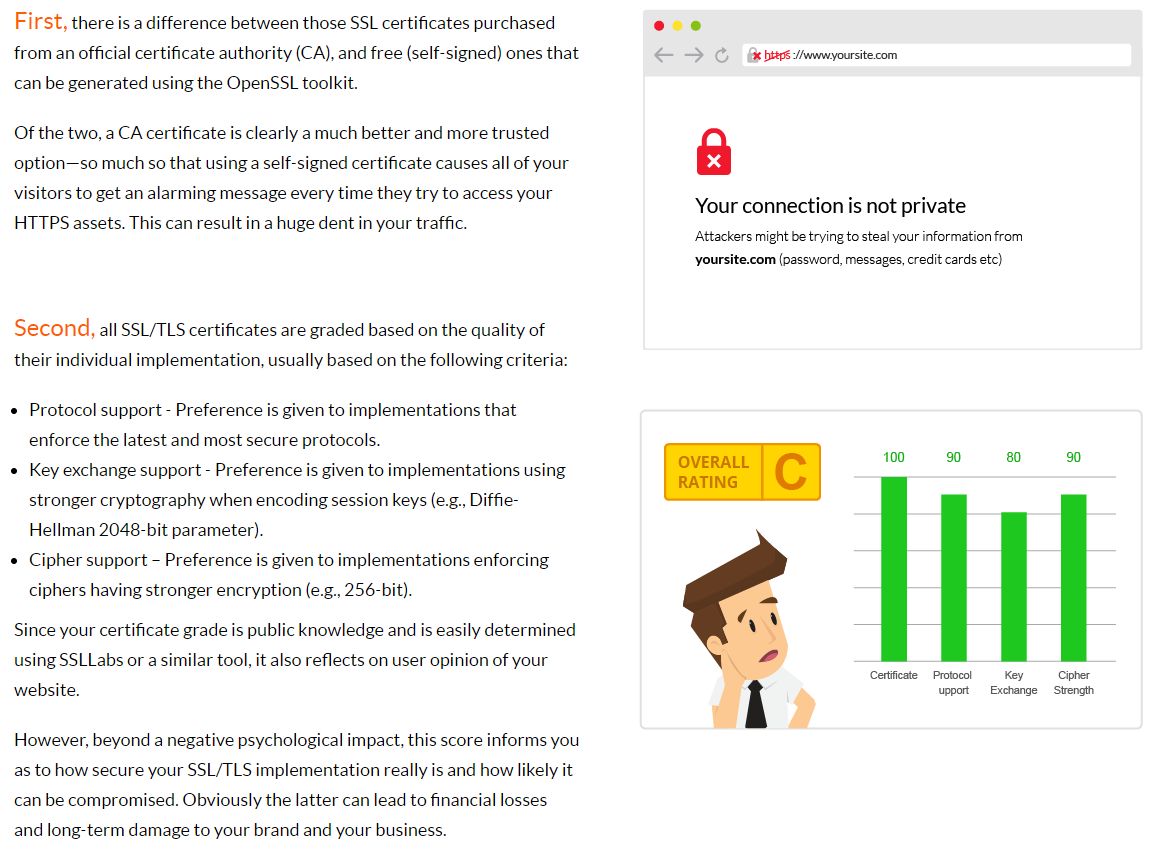 First, there is a difference between those SSL certificates purchased
from an official certificate authority (CA), and free (self-signed) ones that
can be generated using the OpenSSL toolkit.
Of the two, a CA certificate is clearly a much better and more trusted
option—so much so that using a self-signed certificate causes all of your
visitors to get an alarming message every time they try to access your
HTTPS assets. This can result in a huge dent in your traffic.
https://www.yoursite.com
Your connection is not private
Attackers might be trying to steal your information from
yoursite.com (password, messages, credit cards etc)
Second, all SSL/TLS certificates are graded based on the quality of
their individual implementation, usually based on the following criteria:
• Protocol support - Preference is given to implementations that
enforce the latest and most secure protocols.
• Key exchange support - Preference is given to implementations using
stronger cryptography when encoding session keys (e.g., Diffie-
Hellman 2048-bit parameter).
• Cipher support – Preference is given to implementations enforcing
ciphers having stronger encryption (e.g., 256-bit).
Since your certificate grade is public knowledge and is easily determined
using SSLLabs or a similar tool, it also reflects on user opinion of your
website.
However, beyond a negative psychological impact, this score informs you
as to how secure your SSL/TLS implementation really is and how likely it
can be compromised. Obviously the latter can lead to financial losses
and long-term damage to your brand and your business.
OVERALL
RATING
C
100 90 80 90
Certificate Protocol Key Cipher
upport Exchange Strength